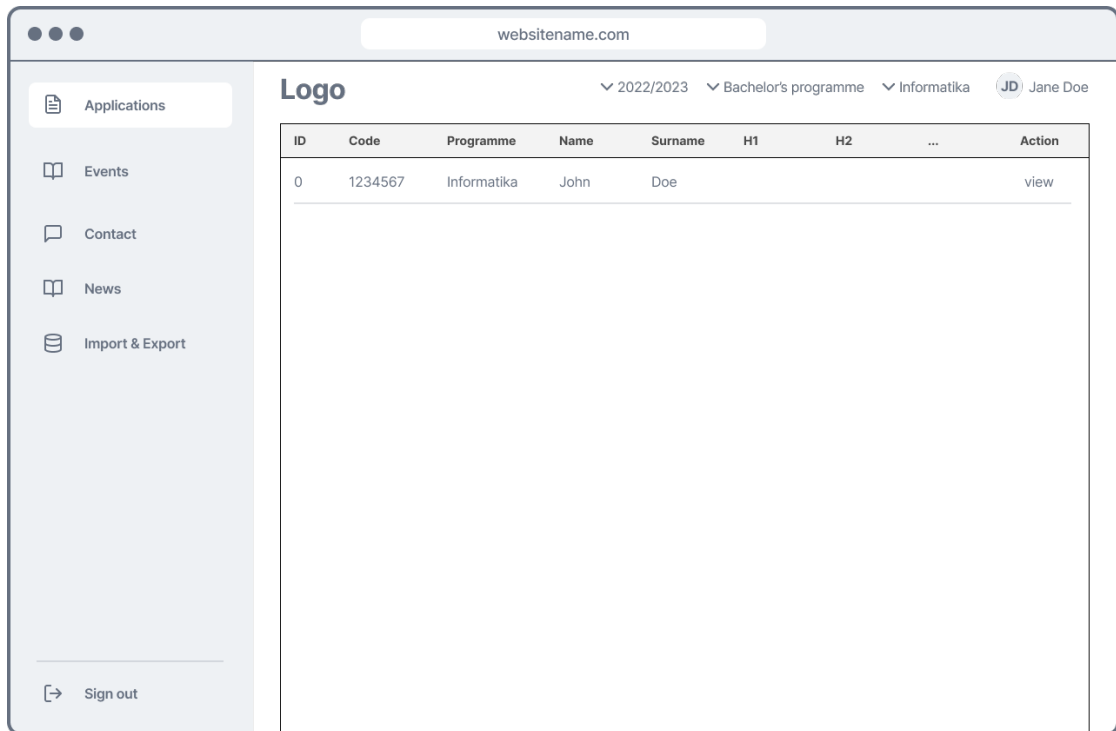 websitename.com
Applications
Events
Contact
News
Import & Export
Sign out
Logo
2022/2023 Bachelor's programme Informatika JD Jane Doe
ID Code Programme Name Surname H1 H2 ... Action
0 1234567 Informatika John Doe view